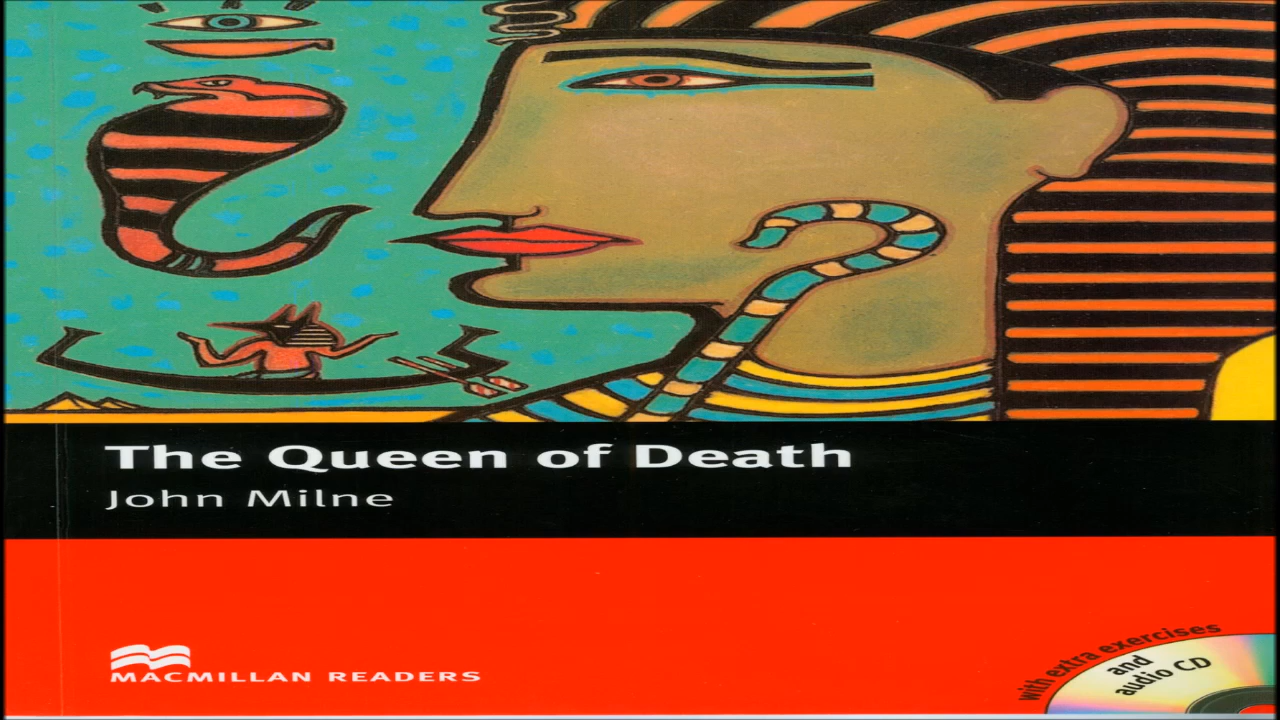 The Queen of Death
John Milne
MACMILLAN READERS
with extra exercises
and
audio CD